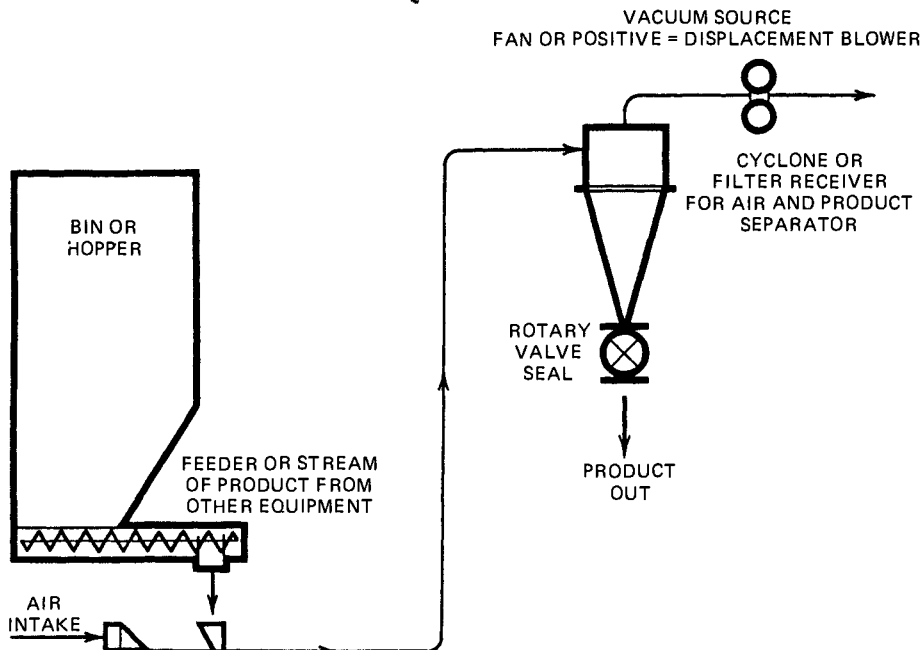 VACUUM SOURCE
FAN OR POSITIVE = DISPLACEMENT BLOWER
CYCLONE OR
FILTER RECEIVER
FOR AIR AND PRODUCT
SEPARATOR
BIN OR
HOPPER
ROTARY
VALVE
SEAL
FEEDER OR STREAM
OF PRODUCT FROM
OTHER EQUIPMENT
PRODUCT
OUT
AIR
INTAKE